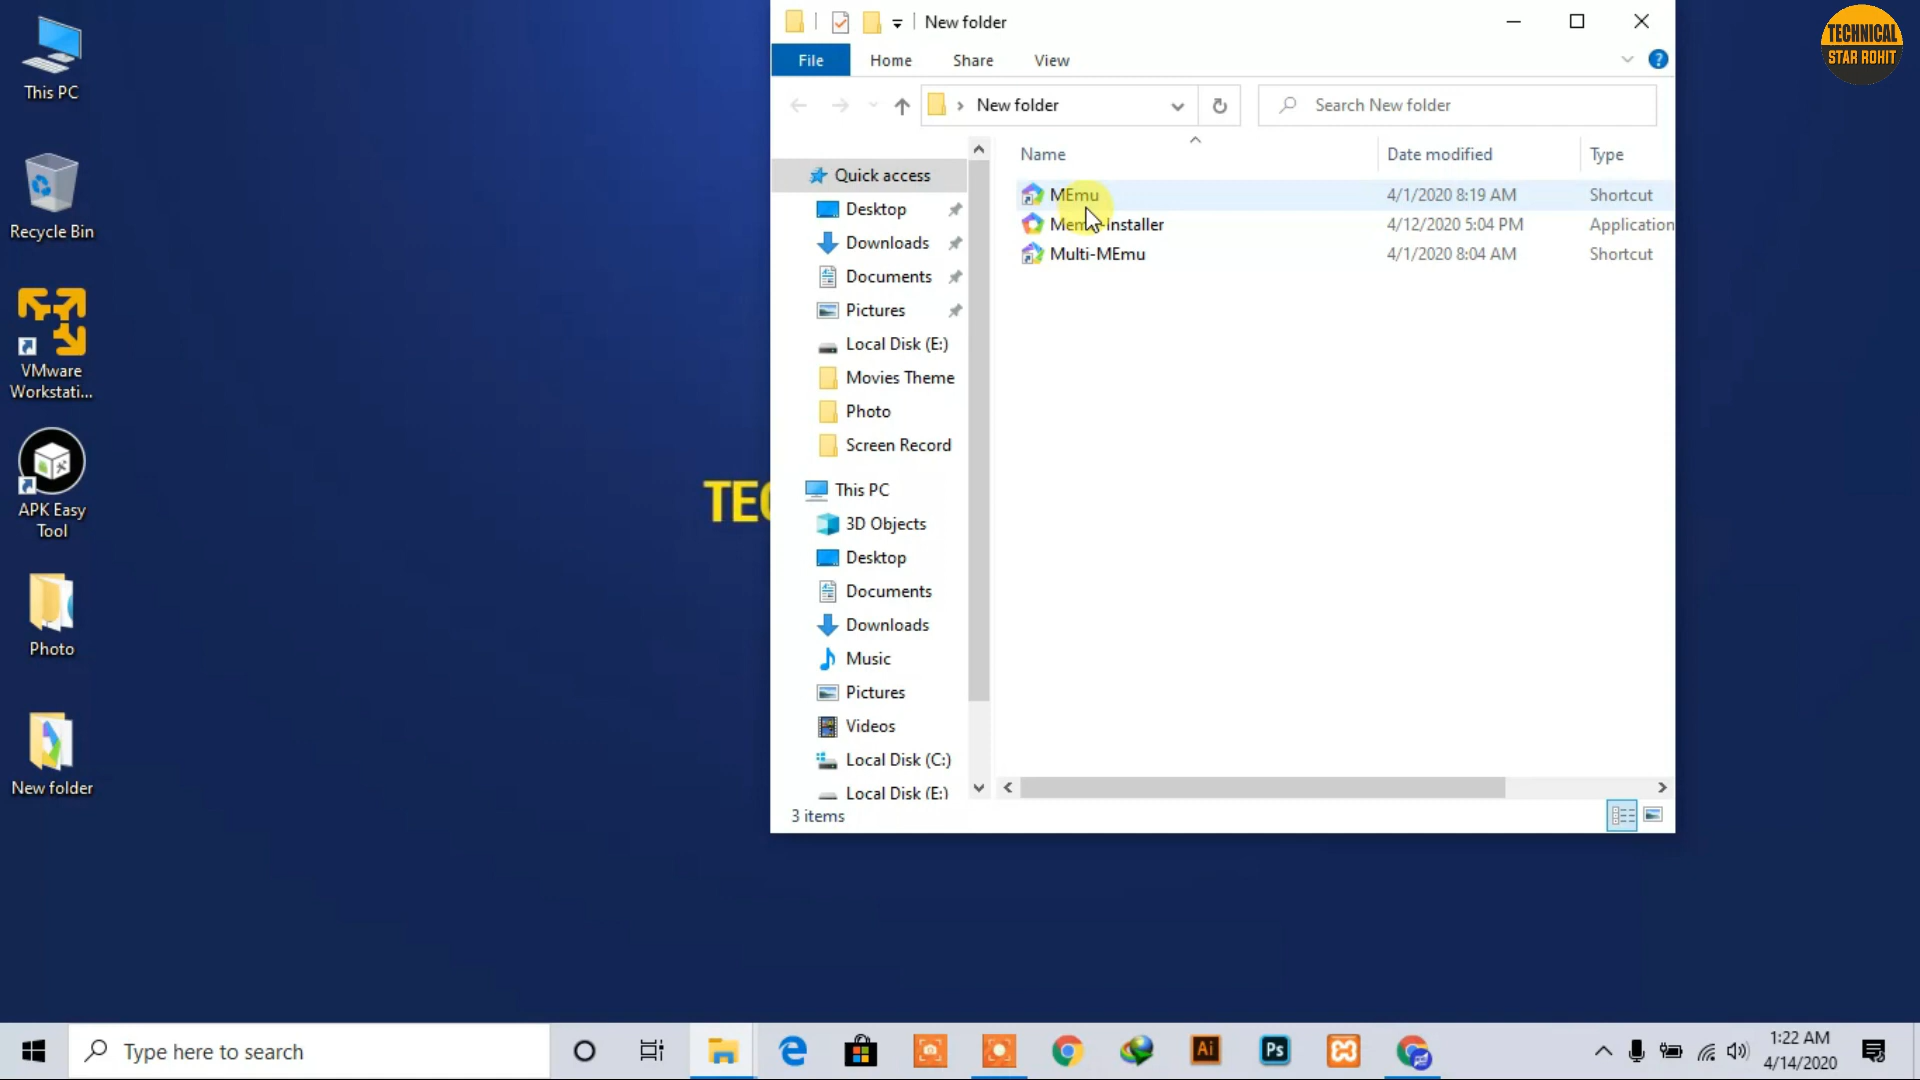 This PC
Recycle Bin
VMware
Workstati...
APK Easy
Tool
Photo
New folder
TEC
New folder
File
Home
Share
View
New folder
Search New folder
Quick access
Desktop
Downloads
Documents
Pictures
Local Disk (E:)
Movies Theme
Photo
Screen Record
This PC
3D Objects
Desktop
Documents
Downloads
Music
Pictures
Videos
Local Disk (C:)
Local Disk (E:)
Name
Date modified
Type
MEmu
4/1/2020 8:19 AM
Shortcut
4/12/2020 5:04 PM
Application
Multi-MEmu
4/1/2020 8:04 AM
Shortcut
3 items
TECHNICAL
STAR ROHIT
Type here to search
Ai
Ps
1:22 AM
4/14/2020